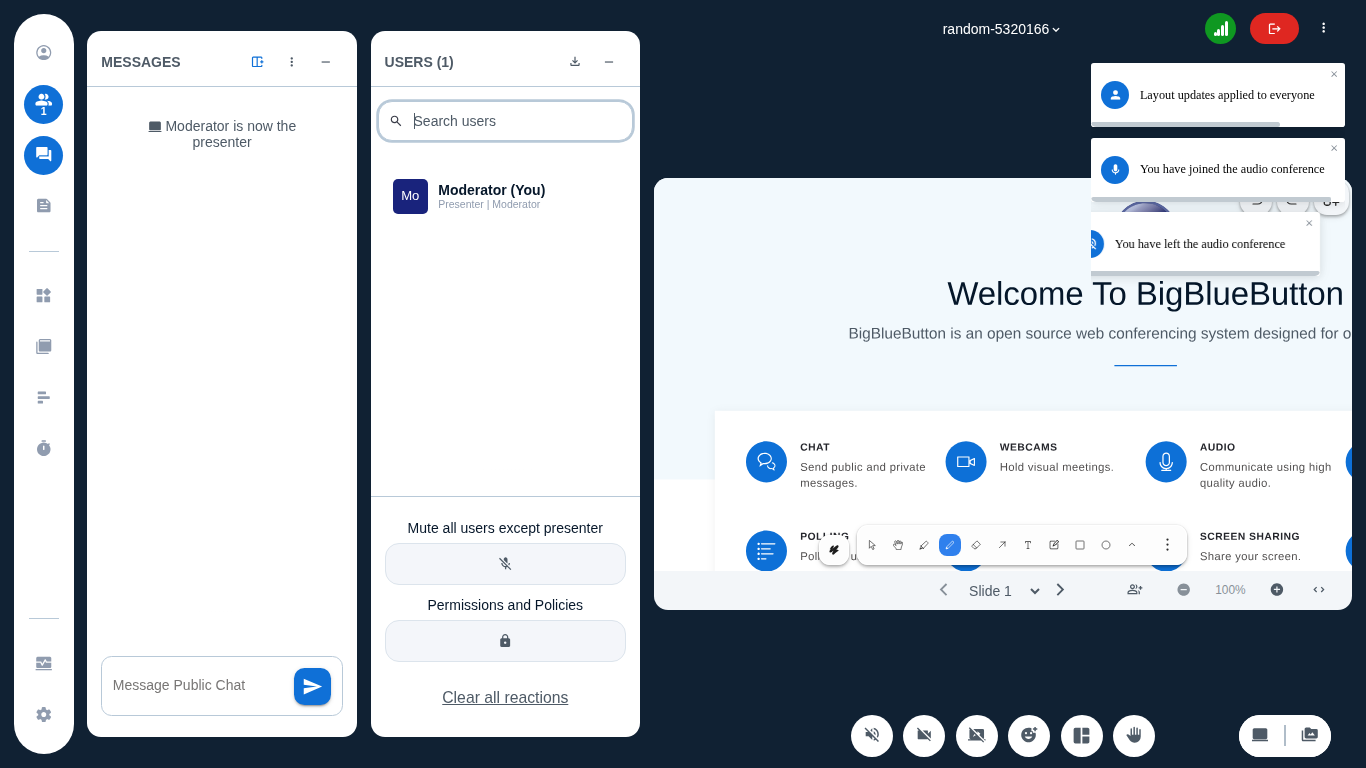 random-5320166
1
MESSAGES
Moderator is now the
presenter
Message Public Chat
USERS (1)
Search users
Mo
Moderator (You)
Presenter | Moderator
Mute all users except presenter
Permissions and Policies
Clear all reactions
Layout updates applied to everyone
You have joined the audio conference
You have left the audio conference
Welcome To BigBlueButton
BigBlueButton is an open source web conferencing system designed for o
CHAT
Send public and private
messages.
WEBCAMS
Hold visual meetings.
AUDIO
Communicate using high
quality audio.
POLLING
SCREEN SHARING
Share your screen.
Slide 1
100%